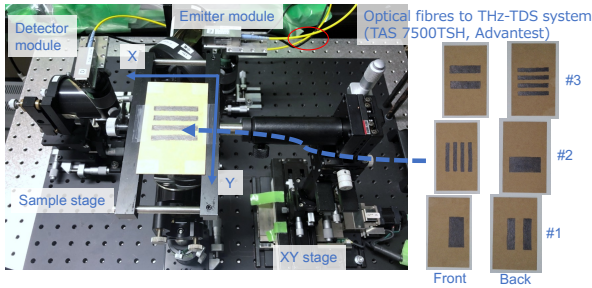 Emitter module
Detector
module
Optical fibres to THz-TDS system
(TAS 7500TSH, Advantest)
X
#3
#2
Y
Sample stage
#1
XY stage
Front
Back